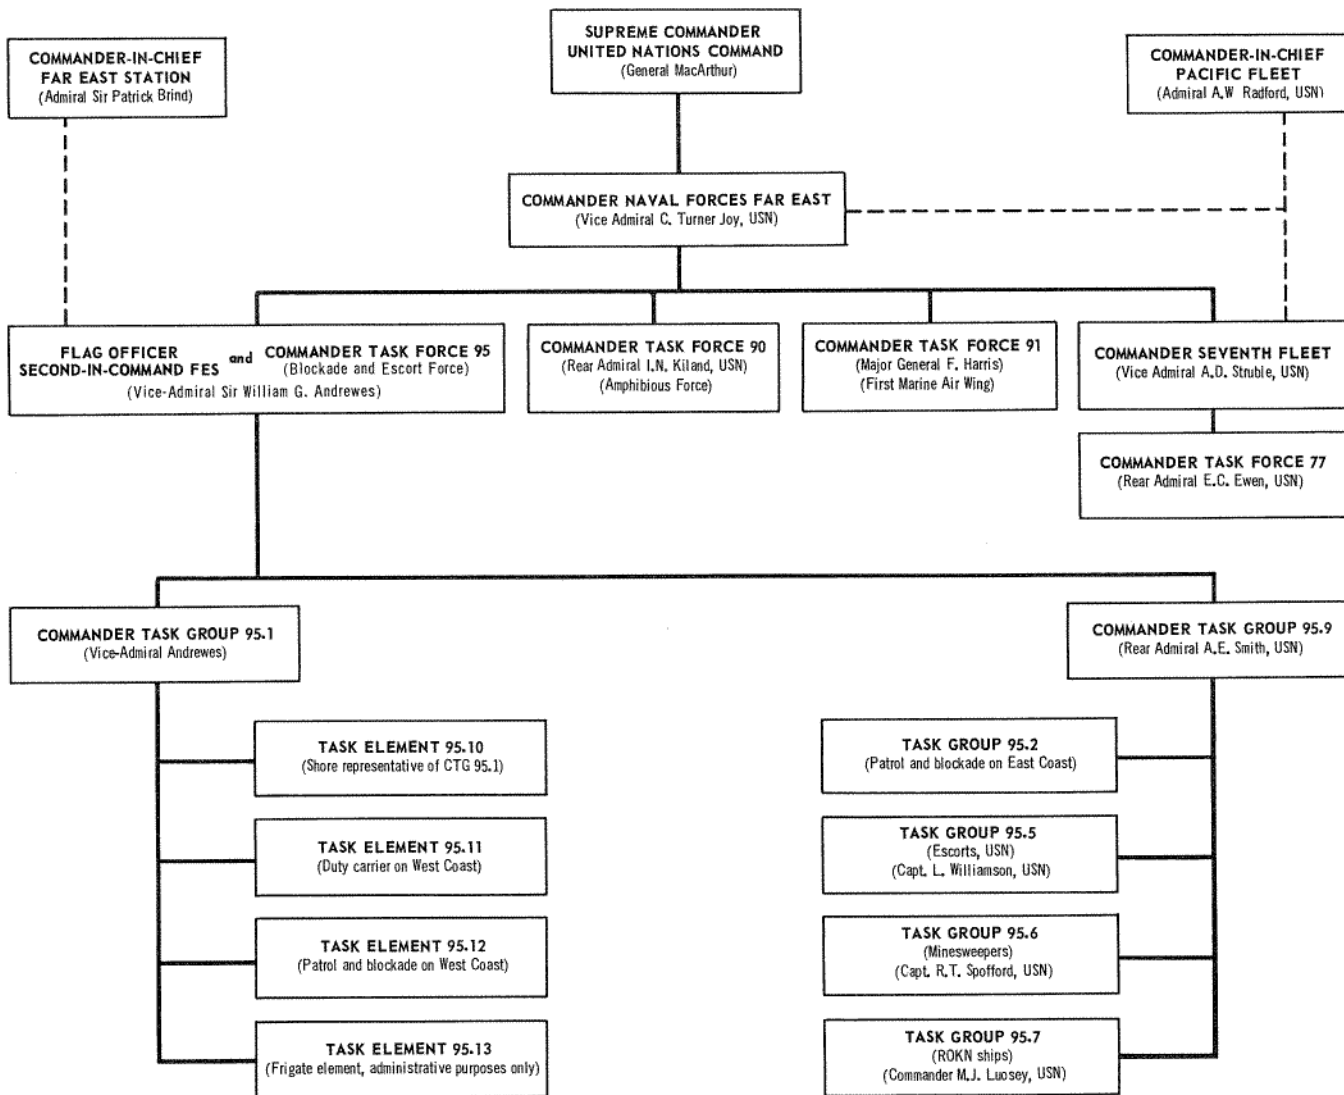 SUPREME COMMANDER
UNITED NATIONS COMMAND
(General MacArthur)
COMMANDER-IN-CHIEF
FAR EAST STATION
(Admiral Sir Patrick Brind)
COMMANDER-IN-CHIEF
PACIFIC FLEET
(Admiral A.W Radford, USN)
COMMANDER NAVAL FORCES FAR EAST
(Vice Admiral C. Turner Joy, USN)
FLAG OFFICER
SECOND-IN-COMMAND FES
and
COMMANDER TASK FORCE 95
(Blockade and Escort Force)
(Vice-Admiral Sir William G. Andrewes)
COMMANDER TASK FORCE 90
(Rear Admiral I.N. Kiland, USN)
(Amphibious Force)
COMMANDER TASK FORCE 91
(Major General F. Harris)
(First Marine Air Wing)
COMMANDER SEVENTH FLEET
(Vice Admiral A.D. Struble, USN)
COMMANDER TASK FORCE 77
(Rear Admiral E.C. Ewen, USN)
COMMANDER TASK GROUP 95.1
(Vice-Admiral Andrewes)
COMMANDER TASK GROUP 95.9
(Rear Admiral A.E. Smith, USN)
TASK ELEMENT 95.10
(Shore representative of CTG 95.1)
TASK ELEMENT 95.11
(Duty carrier on West Coast)
TASK ELEMENT 95.12
(Patrol and blockade on West Coast)
TASK ELEMENT 95.13
(Frigate element, administrative purposes only)
TASK GROUP 95.2
(Patrol and blockade on East Coast)
TASK GROUP 95.5
(Escorts, USN)
(Capt. L. Williamson, USN)
TASK GROUP 95.6
(Minesweepers)
(Capt. R.T. Spofford, USN)
TASK GROUP 95.7
(ROKN ships)
(Commander M.J. Luosey, USN)